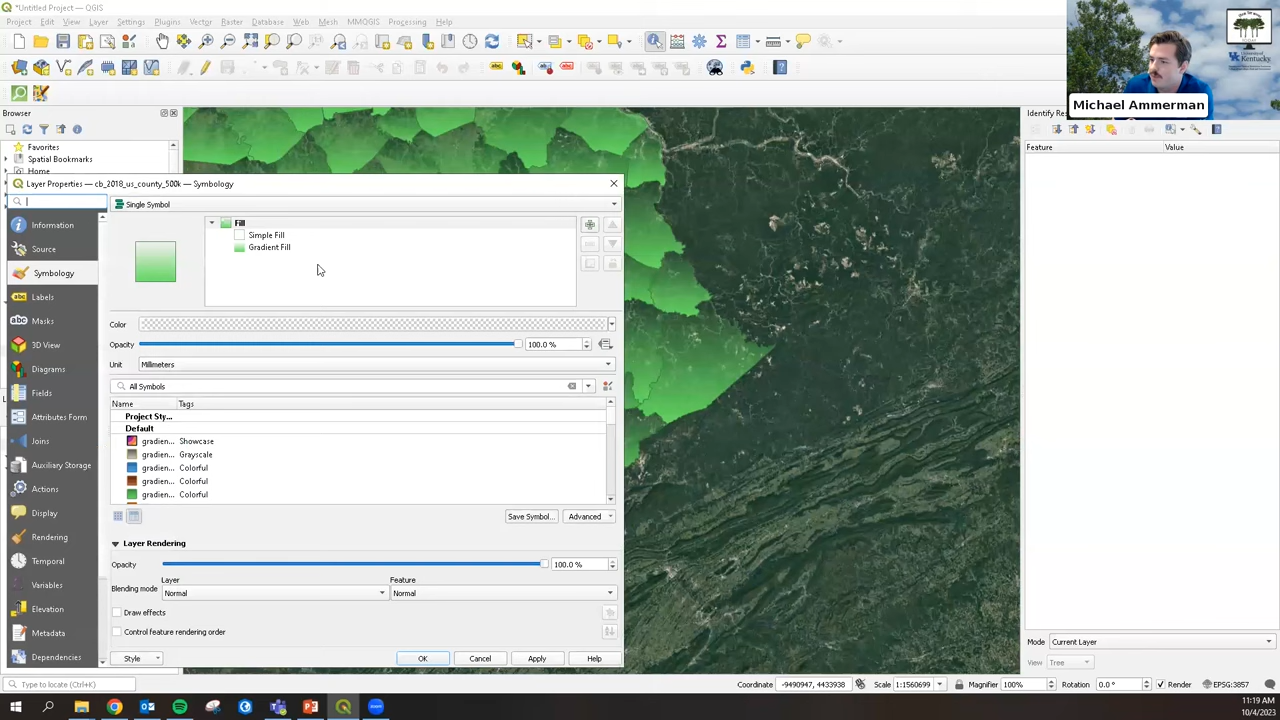 *Untitled Project — QGIS
Project Edit View Layer Settings Plugins Vector Raster Database Web Mesh MMQGIS Processing Help
Michael Ammerman
University of Kentucky
Browser
Favorites
Spatial Bookmarks
Home
Identify Res
Feature Value
Layer Properties — cb_2018_us_county_500k — Symbology
Information
Source
Symbology
Labels
Masks
3D View
Diagrams
Fields
Attributes Form
Joins
Auxiliary Storage
Actions
Display
Rendering
Temporal
Variables
Elevation
Metadata
Dependencies
Single Symbol
Fill
Simple Fill
Gradient Fill
Color
Opacity 100.0 %
Unit Millimeters
All Symbols
Name Tags
Project Sty...
Default
gradien... Showcase
gradien... Grayscale
gradien... Colorful
gradien... Colorful
gradien... Colorful
Save Symbol... Advanced
Layer Rendering
Opacity 100.0 %
Layer Feature
Blending mode Normal Normal
Draw effects
Control feature rendering order
Style OK Cancel Apply Help
Mode Current Layer
View Tree
Type to locate (Ctrl+K) Coordinate -9490947, 4433938 Scale 1:1560699 Magnifier 100% Rotation 0.0 ° Render EPSG:3857
11:19 AM
10/4/2023